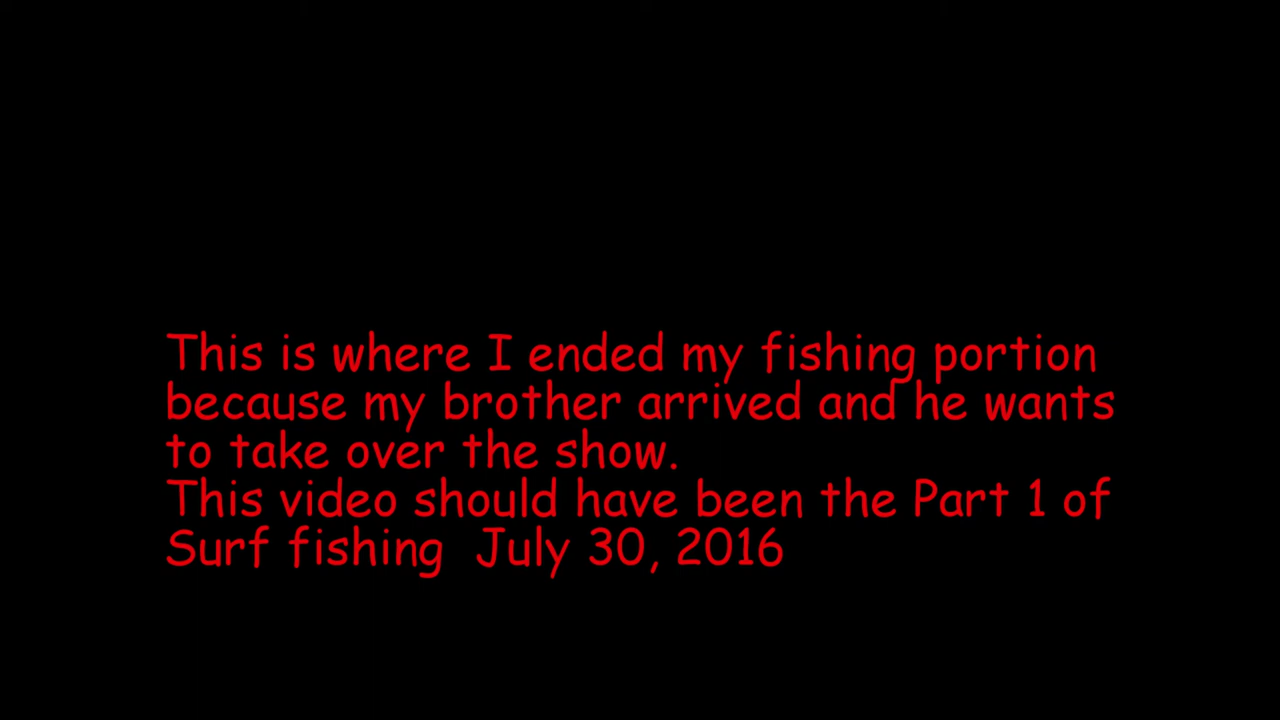 This is where I ended my fishing portion
because my brother arrived and he wants
to take over the show.
This video should have been the Part 1 of
Surf fishing  July 30, 2016